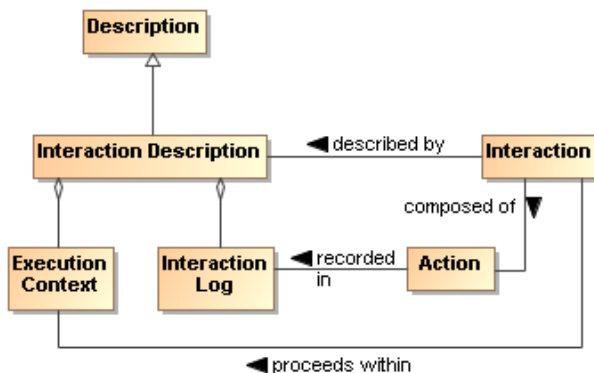 Description
Interaction Description
described by
Interaction
composed of
Execution
Context
Interaction
Log
recorded
in
Action
proceeds within